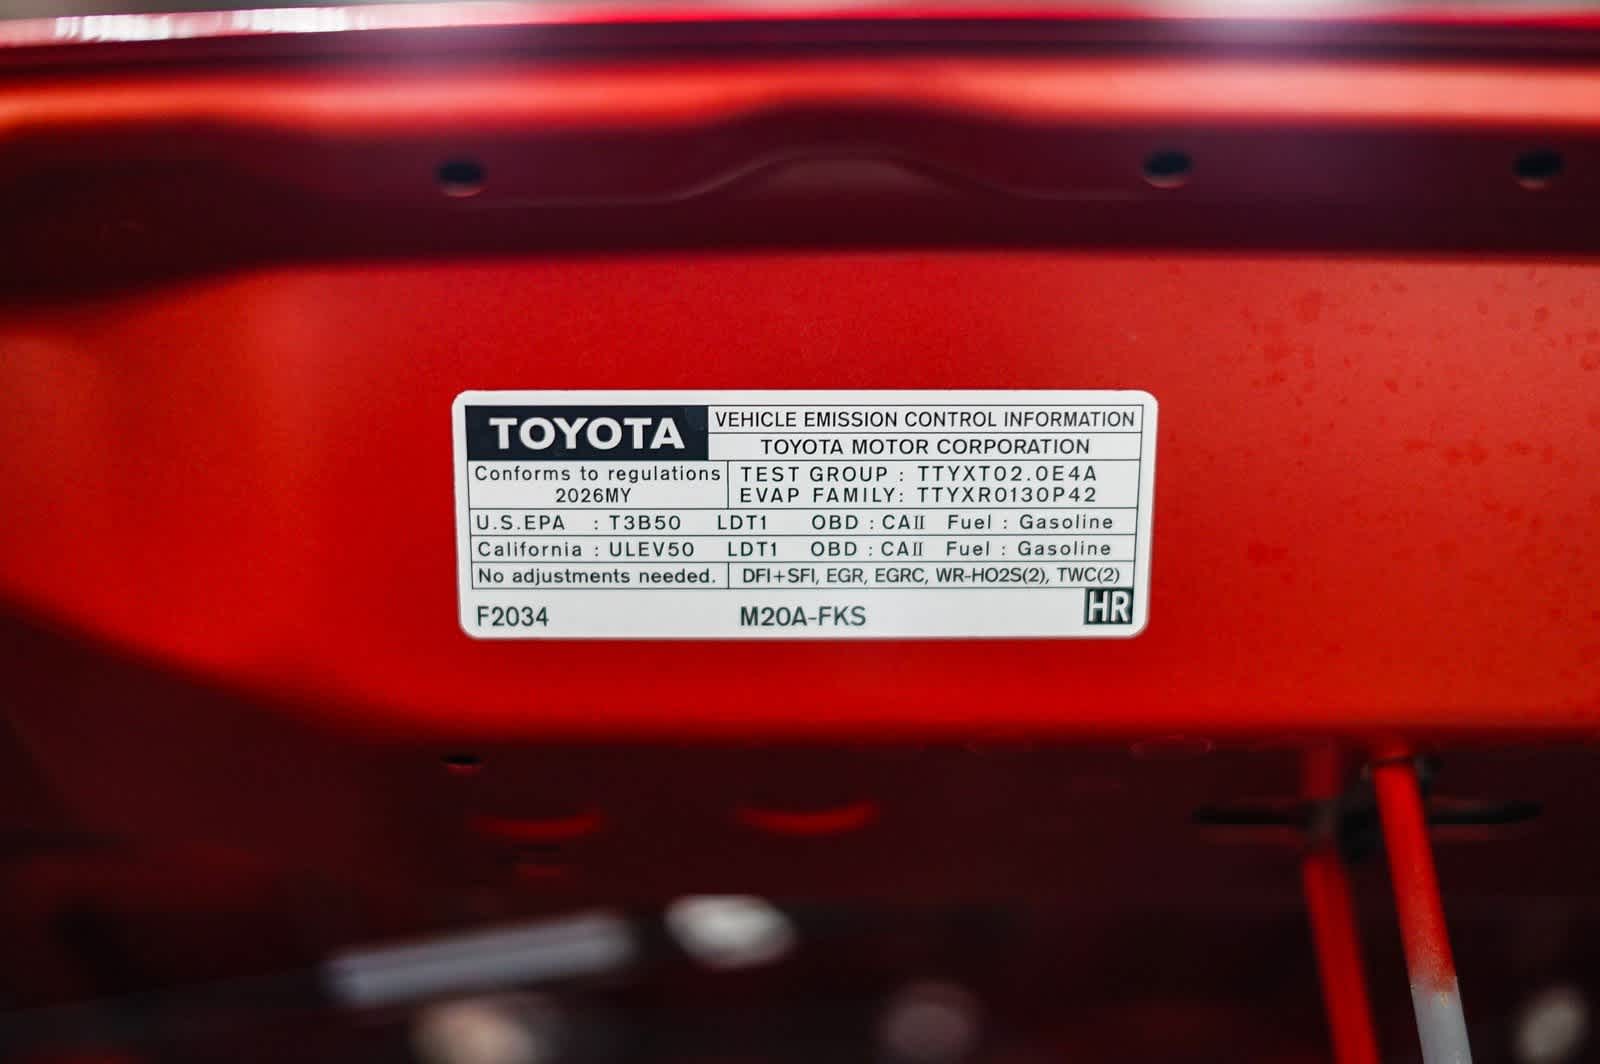 TOYOTA
VEHICLE EMISSION CONTROL INFORMATION
TOYOTA MOTOR CORPORATION
Conforms to regulations
2026MY
TEST GROUP : TTYXT02.0E4A
EVAP FAMILY: TTYXR0130P42
U.S.EPA : T3B50 LDT1 OBD : CAII Fuel : Gasoline
California : ULEV50 LDT1 OBD : CAII Fuel : Gasoline
No adjustments needed. DFI+SFI, EGR, EGRC, WR-HO2S(2), TWC(2)
F2034 M20A-FKS HR